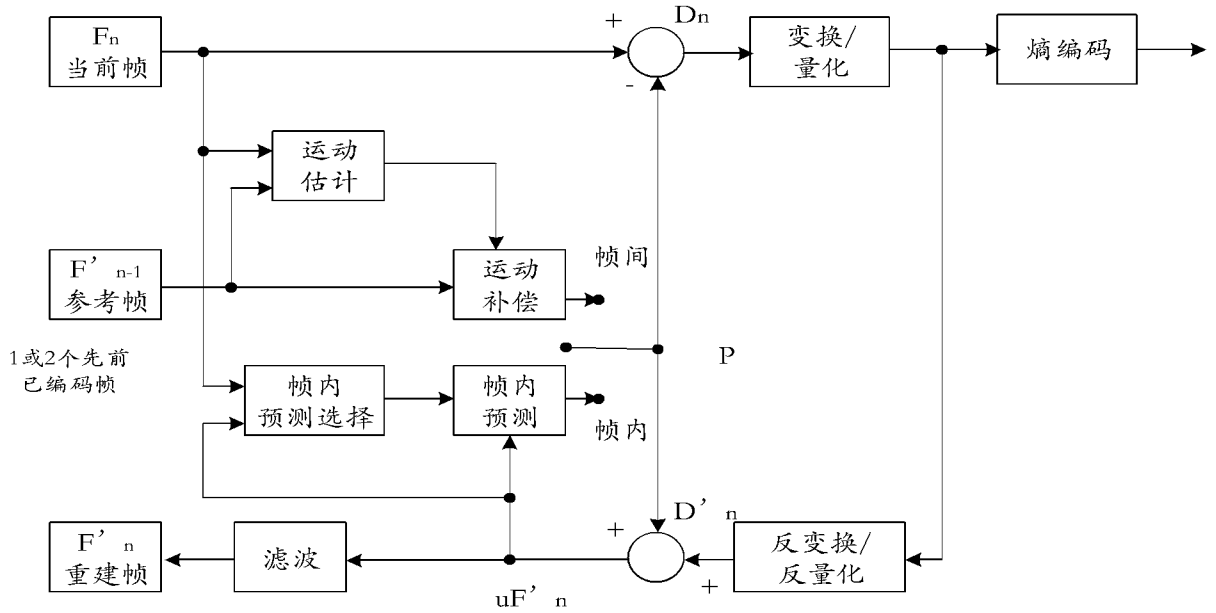 Fn
当前帧
+
Dn
-
变换/
量化
熵编码
运动
估计
F'n-1
参考帧
运动
补偿
帧间
1或2个先前
已编码帧
帧内
预测选择
帧内
预测
帧内
P
F'n
重建帧
滤波
uF'n
+
D'n
+
反变换/
反量化